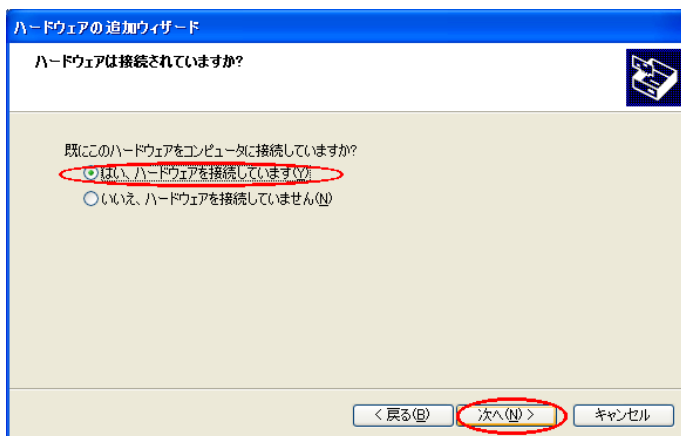 ハードウェアの追加ウィザード
ハードウェアは接続されていますか?
既にこのハードウェアをコンピュータに接続していますか?
はい、ハードウェアを接続しています(Y)
いいえ、ハードウェアを接続していません(N)
< 戻る(B) 次へ(N) > キャンセル